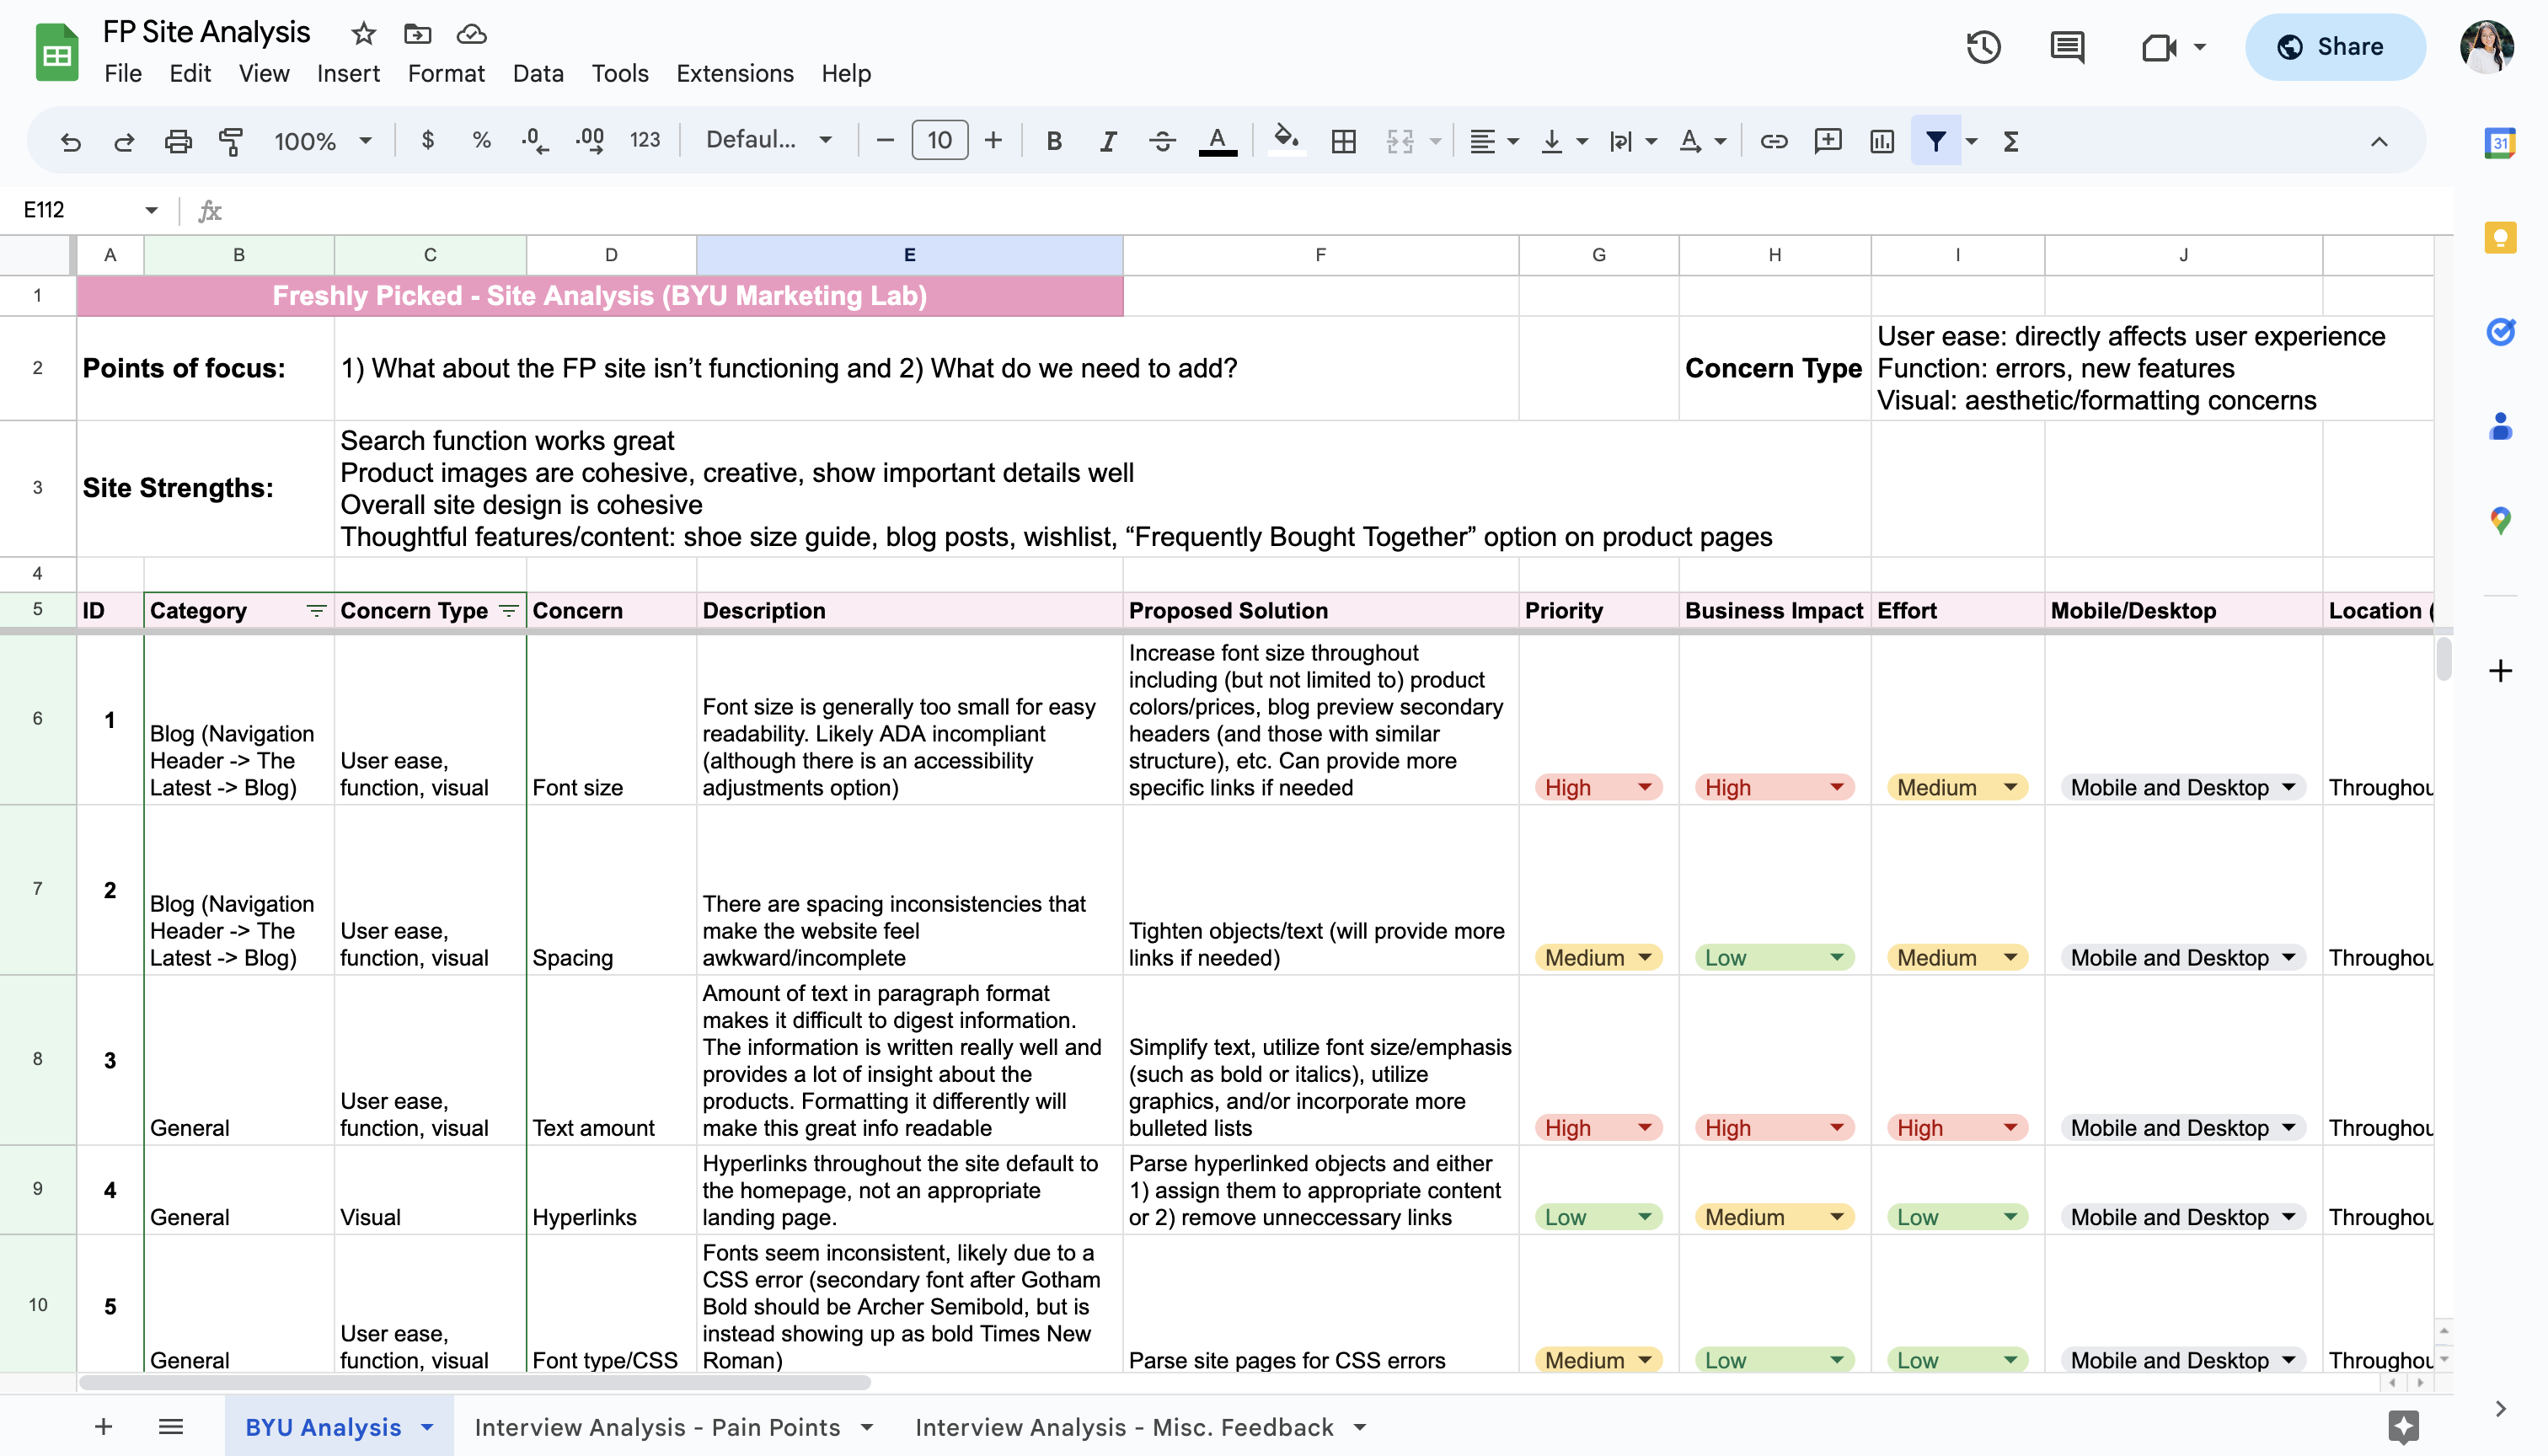 FP Site Analysis
File Edit View Insert Format Data Tools Extensions Help
Share
100% $ % .0 .00 123 Defaul... 10 B I A A Σ
31
E112 fx
A B C D E F G H I J
1 Freshly Picked - Site Analysis (BYU Marketing Lab)
2 Points of focus: 1) What about the FP site isn’t functioning and 2) What do we need to add? Concern Type
User ease: directly affects user experience
Function: errors, new features
Visual: aesthetic/formatting concerns
3 Site Strengths:
Search function works great
Product images are cohesive, creative, show important details well
Overall site design is cohesive
Thoughtful features/content: shoe size guide, blog posts, wishlist, “Frequently Bought Together” option on product pages
4
5 ID Category Concern Type Concern Description Proposed Solution Priority Business Impact Effort Mobile/Desktop Location (
6 1
Blog (Navigation
Header -> The
Latest -> Blog)
User ease,
function, visual
Font size
Font size is generally too small for easy
readability. Likely ADA incompliant
(although there is an accessibility
adjustments option)
Increase font size throughout
including (but not limited to) product
colors/prices, blog preview secondary
headers (and those with similar
structure), etc. Can provide more
specific links if needed
High High Medium Mobile and Desktop Throughou
7 2
Blog (Navigation
Header -> The
Latest -> Blog)
User ease,
function, visual
Spacing
There are spacing inconsistencies that
make the website feel
awkward/incomplete
Tighten objects/text (will provide more
links if needed)
Medium Low Medium Mobile and Desktop Throughou
8 3
General
User ease,
function, visual
Text amount
Amount of text in paragraph format
makes it difficult to digest information.
The information is written really well and
provides a lot of insight about the
products. Formatting it differently will
make this great info readable
Simplify text, utilize font size/emphasis
(such as bold or italics), utilize
graphics, and/or incorporate more
bulleted lists
High High High Mobile and Desktop Throughou
9 4
General
Visual
Hyperlinks
Hyperlinks throughout the site default to
the homepage, not an appropriate
landing page.
Parse hyperlinked objects and either
1) assign them to appropriate content
or 2) remove unneccessary links
Low Medium Low Mobile and Desktop Throughou
10 5
General
User ease,
function, visual
Font type/CSS
Fonts seem inconsistent, likely due to a
CSS error (secondary font after Gotham
Bold should be Archer Semibold, but is
instead showing up as bold Times New
Roman)
Parse site pages for CSS errors
Medium Low Low Mobile and Desktop Throughou
BYU Analysis Interview Analysis - Pain Points Interview Analysis - Misc. Feedback